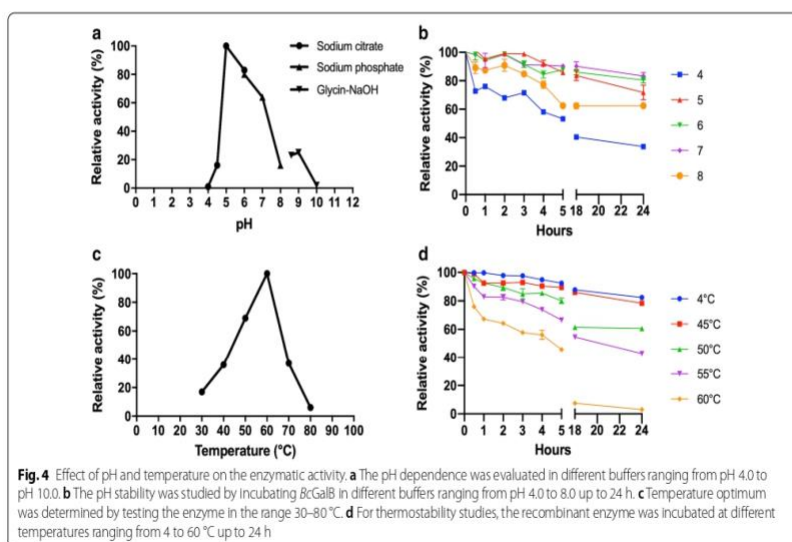 a
Relative activity (%)
100
80
60
40
20
0
0 1 2 3 4 5 6 7 8 9 10 11 12
pH
Sodium citrate
Sodium phosphate
Glycin-NaOH
b
Relative activity (%)
100
80
60
40
20
0
0 1 2 3 4 5 18 20 22 24
Hours
4
5
6
7
8
c
Relative activity (%)
100
80
60
40
20
0
0 10 20 30 40 50 60 70 80 90 100
Temperature (°C)
d
Relative activity (%)
100
80
60
40
20
0
0 1 2 3 4 5 18 20 22 24
Hours
4°C
45°C
50°C
55°C
60°C
Fig. 4 Effect of pH and temperature on the enzymatic activity. a The pH dependence was evaluated in different buffers ranging from pH 4.0 to
pH 10.0. b The pH stability was studied by incubating BcGalB in different buffers ranging from pH 4.0 to 8.0 up to 24 h. c Temperature optimum
was determined by testing the enzyme in the range 30–80 °C. d For thermostability studies, the recombinant enzyme was incubated at different
temperatures ranging from 4 to 60 °C up to 24 h